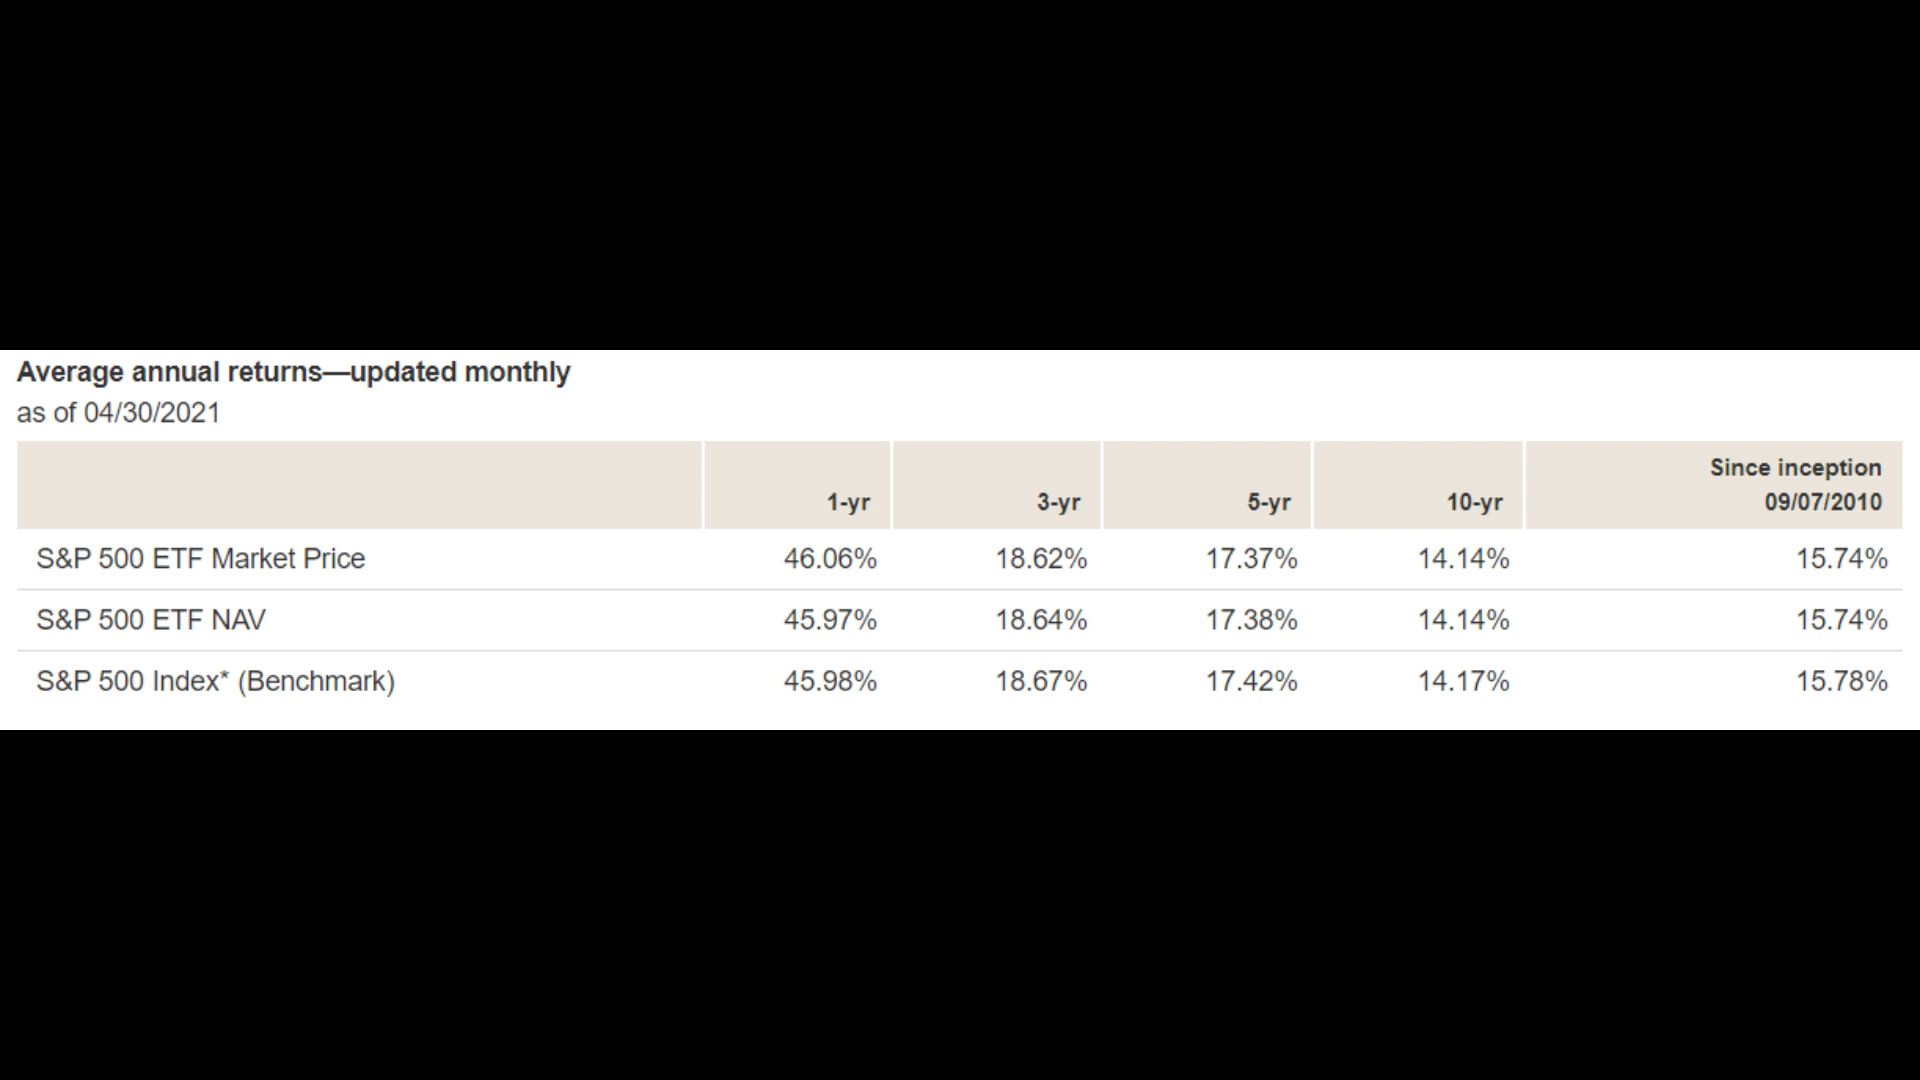 Average annual returns—updated monthly
as of 04/30/2021
Since inception
1-yr 3-yr 5-yr 10-yr 09/07/2010
S&P 500 ETF Market Price 46.06% 18.62% 17.37% 14.14% 15.74%
S&P 500 ETF NAV 45.97% 18.64% 17.38% 14.14% 15.74%
S&P 500 Index* (Benchmark) 45.98% 18.67% 17.42% 14.17% 15.78%